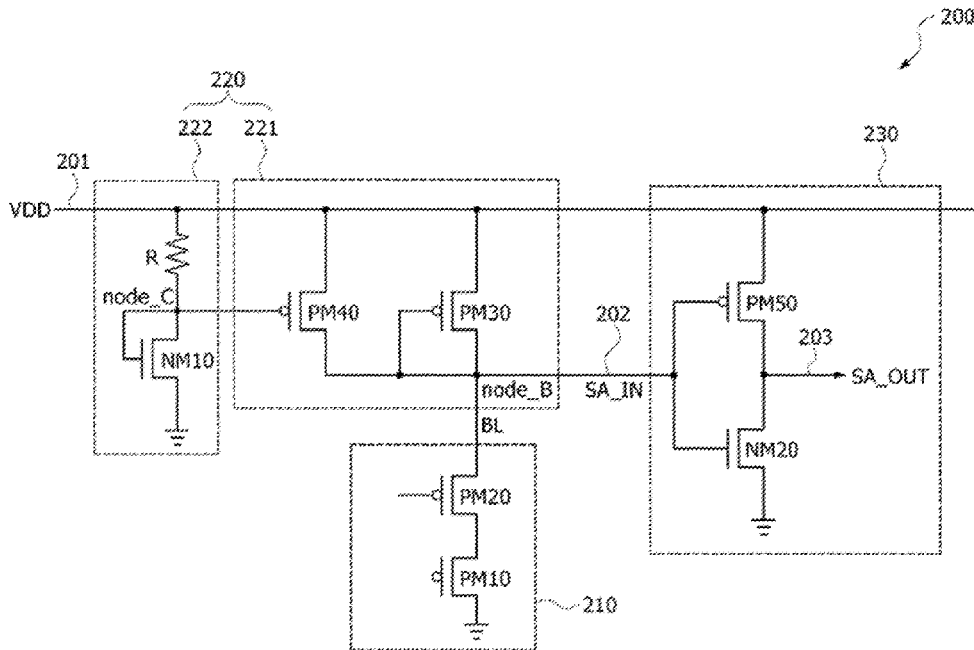 200
220
222 221
230
201
VDD
R
node_C
NM10
PM40
PM30
202
PM50
203
SA_OUT
node_B
SA_IN
BL
NM20
PM20
PM10
210